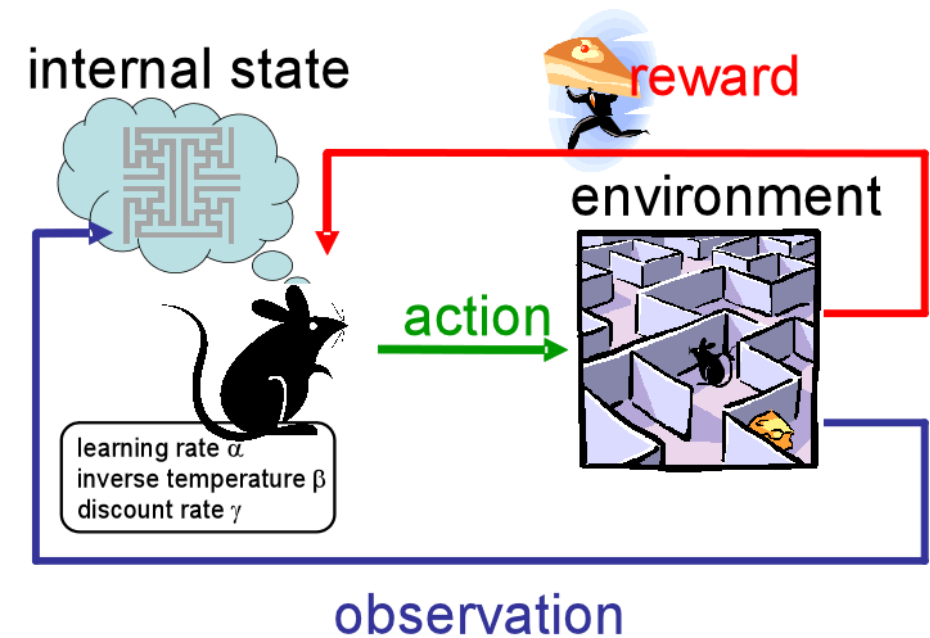 internal state
reward
environment
action
learning rate α
inverse temperature β
discount rate γ
observation